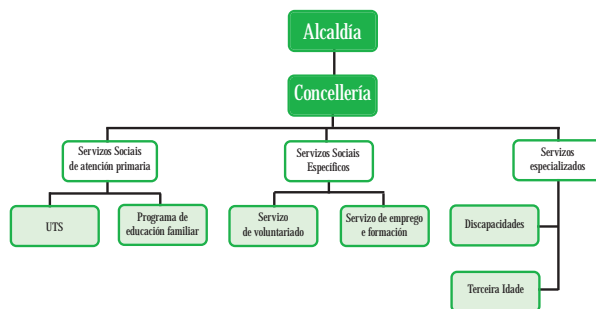 Alcaldía
Concellería
Servizos Sociais
de atención primaria
Servizos Sociais
Específicos
Servizos
especializados
UTS
Programa de
educación familiar
Servizo
de voluntariado
Servizo de emprego
e formación
Discapacidades
Terceira Idade